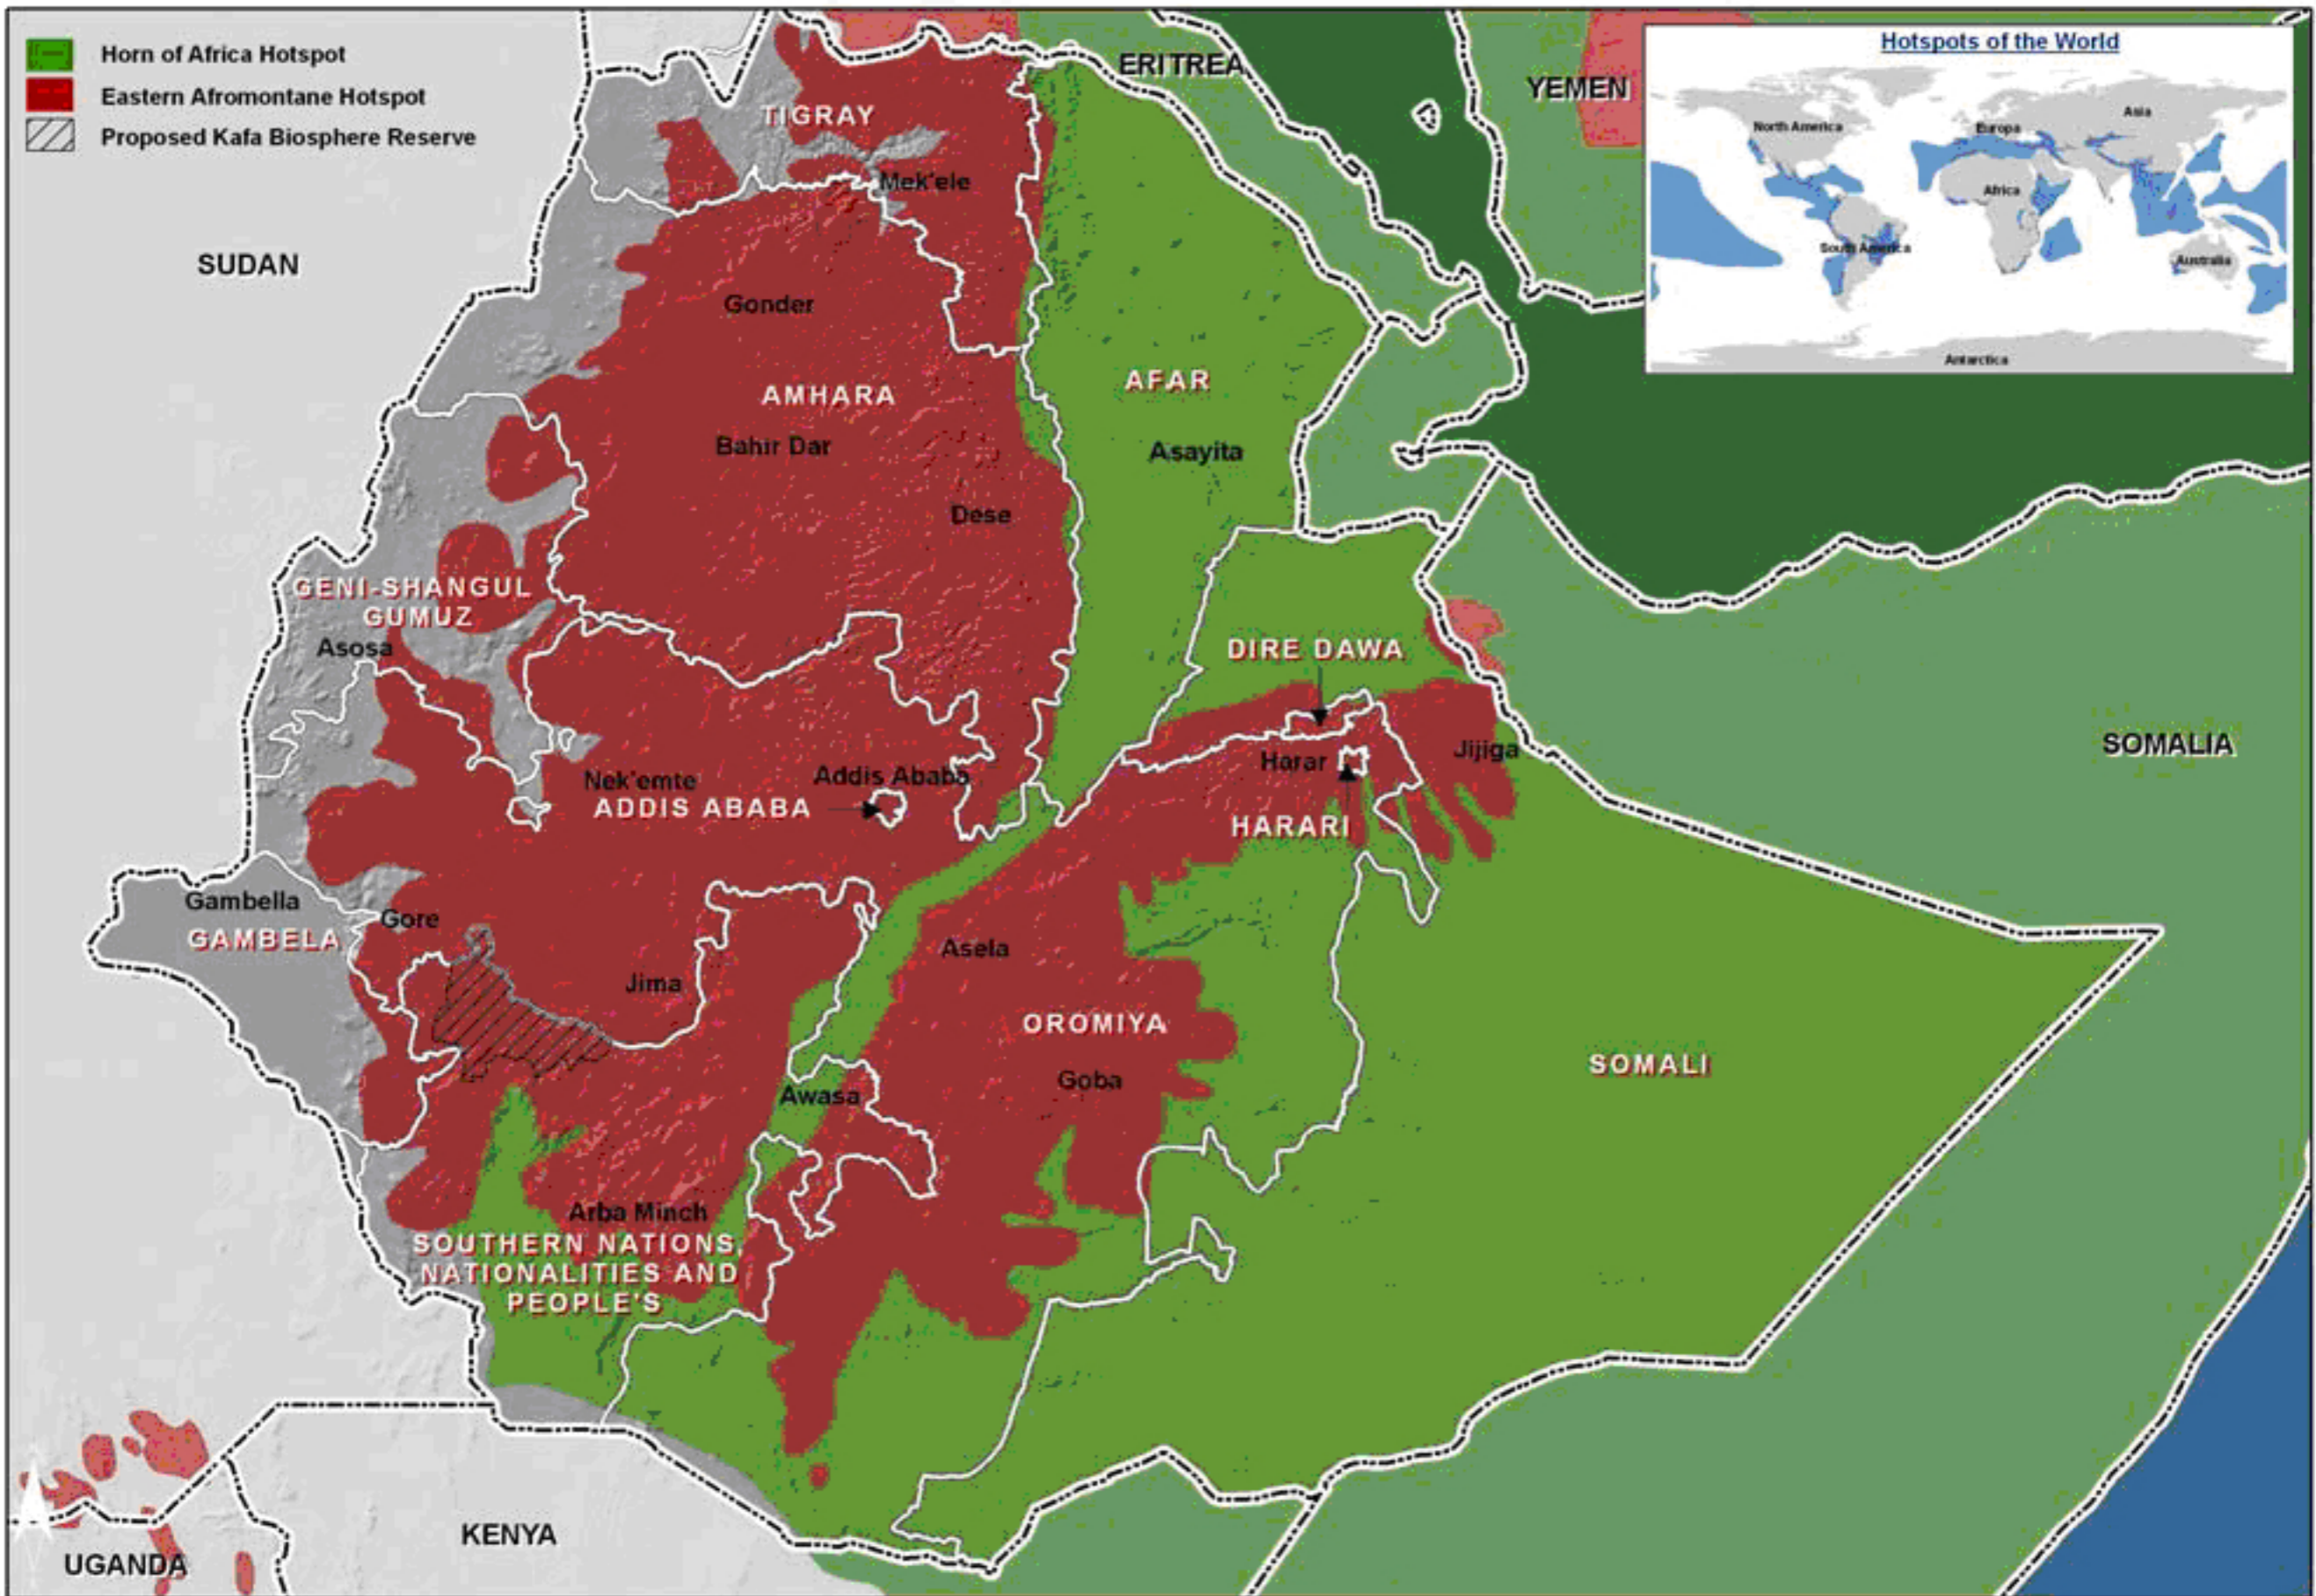 Horn of Africa Hotspot
Eastern Afromontane Hotspot
Proposed Kafa Biosphere Reserve
Hotspots of the World
North America
Europa
Asia
Africa
South America
Australia
Antarctica
ERITREA
YEMEN
TIGRAY
Mek'ele
SUDAN
Gonder
AMHARA
AFAR
Bahir Dar
Asayita
Dese
GENI-SHANGUL
GUMUZ
Asosa
DIRE DAWA
SOMALIA
Jijiga
Harar
Nek'emte
Addis Ababa
ADDIS ABABA
HARARI
Gambella
GAMBELA
Gore
Asela
Jima
OROMIYA
SOMALI
Goba
Awasa
Arba Minch
SOUTHERN NATIONS,
NATIONALITIES AND
PEOPLE'S
KENYA
UGANDA